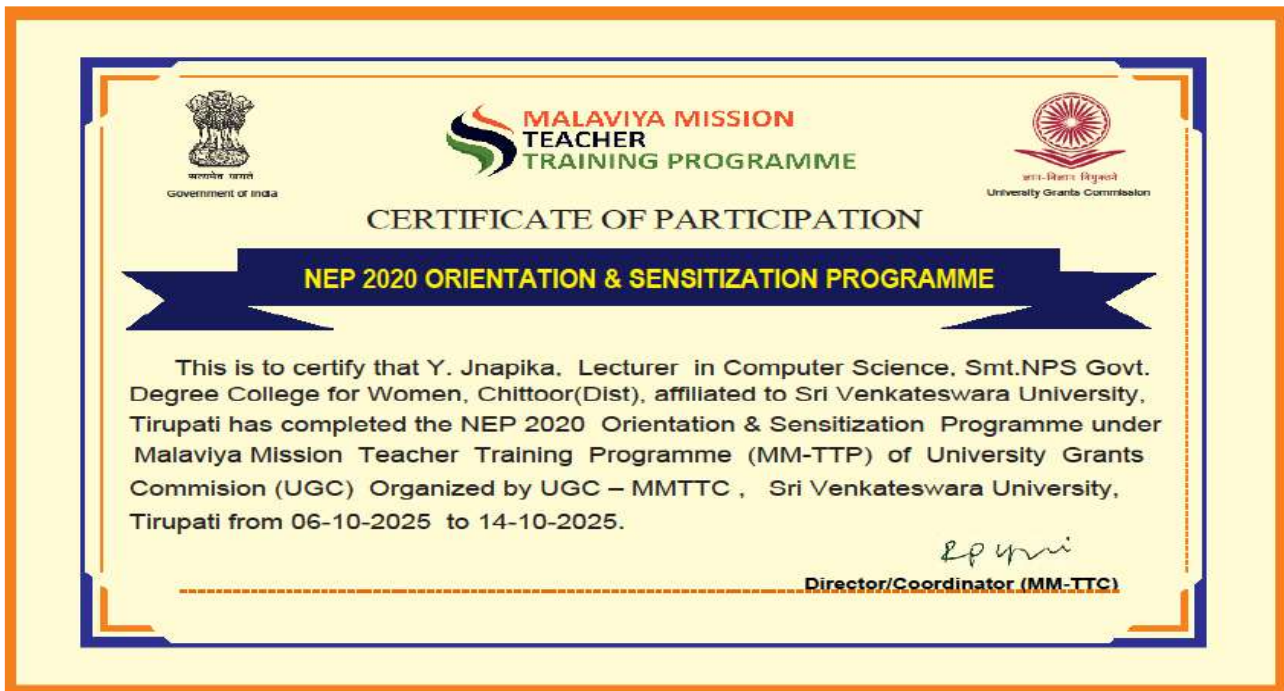 MALAVIYA MISSION
TEACHER
TRAINING PROGRAMME
सत्यमेव जयते
Government of India
ज्ञान-विज्ञान विमुक्तये
University Grants Commission
CERTIFICATE OF PARTICIPATION
NEP 2020 ORIENTATION & SENSITIZATION PROGRAMME
This is to certify that Y. Jnapika, Lecturer in Computer Science, Smt.NPS Govt.
Degree College for Women, Chittoor(Dist), affiliated to Sri Venkateswara University,
Tirupati has completed the NEP 2020 Orientation & Sensitization Programme under
Malaviya Mission Teacher Training Programme (MM-TTP) of University Grants
Commision (UGC) Organized by UGC – MMTTC , Sri Venkateswara University,
Tirupati from 06-10-2025 to 14-10-2025.
Director/Coordinator (MM-TTC)